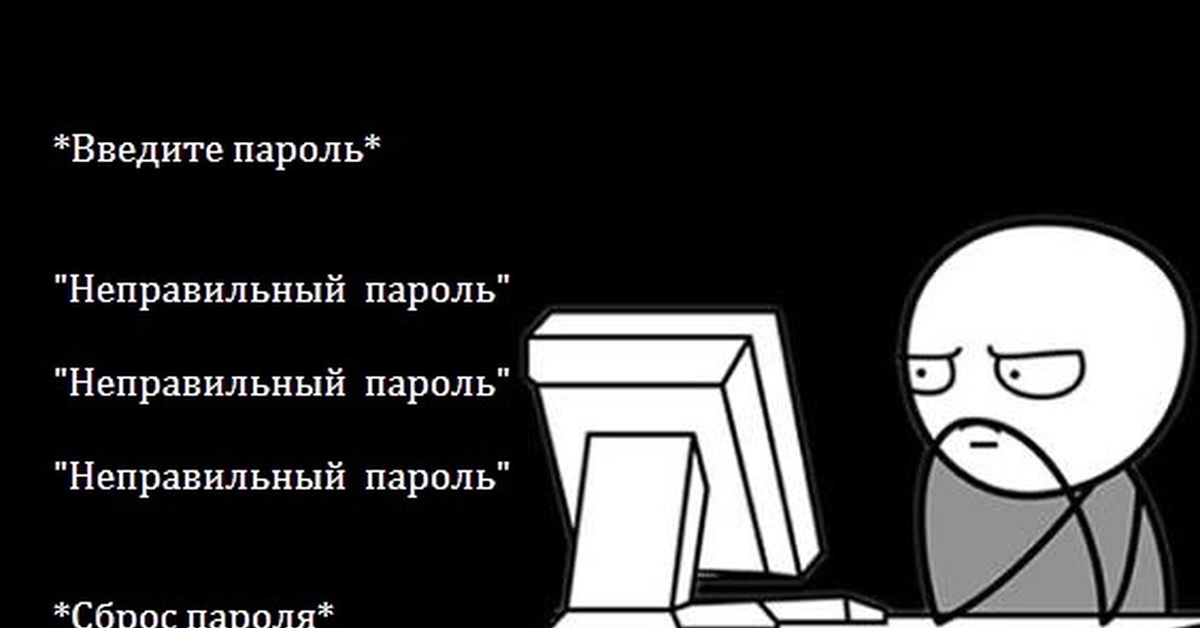 *Введите пароль*
"Неправильный пароль"
"Неправильный пароль"
"Неправильный пароль"
*Сброс пароля*